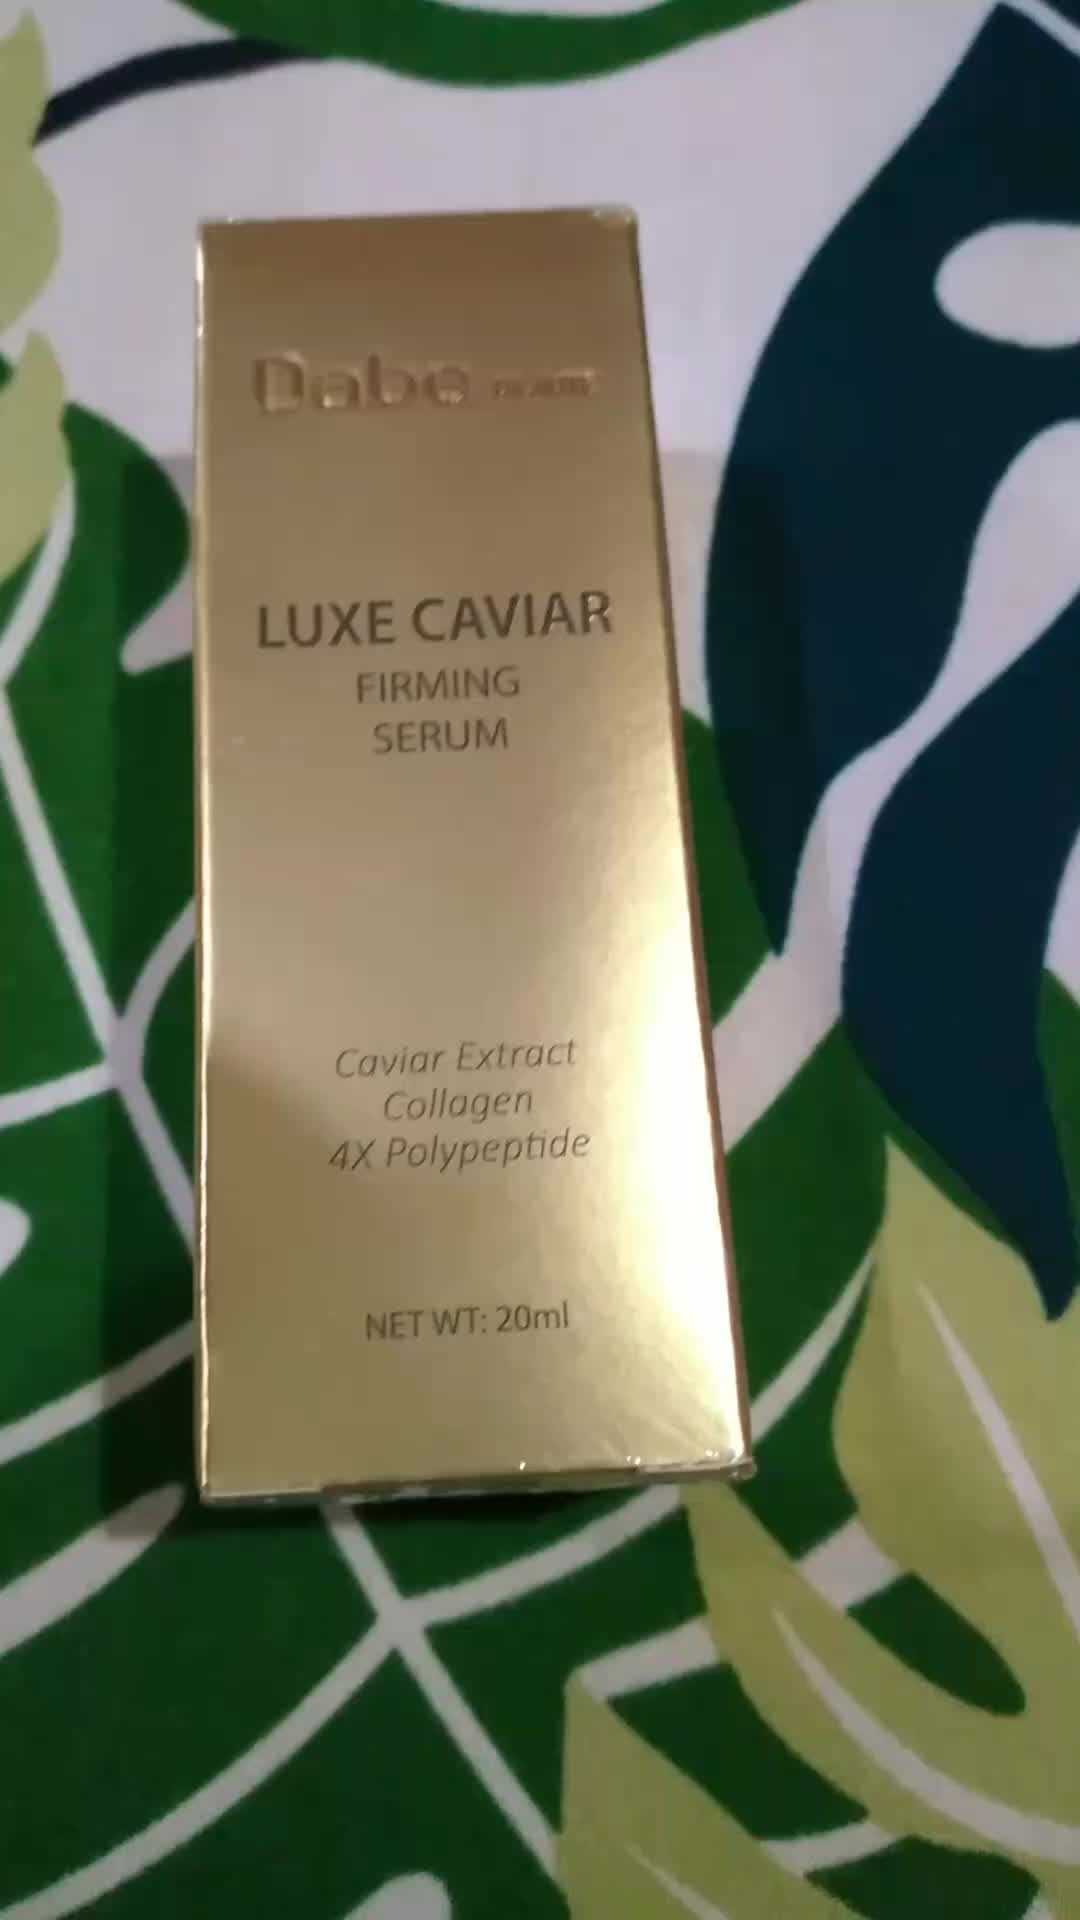 Dabe
LUXE CAVIAR
FIRMING
SERUM
Caviar Extract
Collagen
4X Polypeptide
NET WT: 20ml